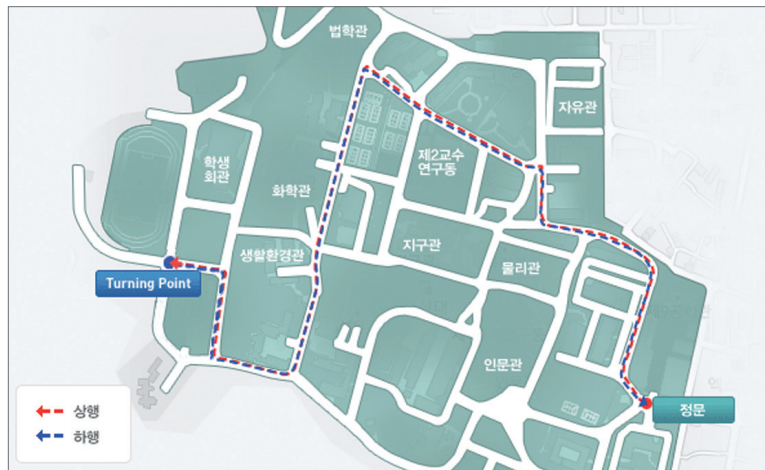 법학관
자유관
제2교수
연구동
학생
회관
화학관
지구관
생활환경관
물리관
Turning Point
인문관
정문
상행
하행